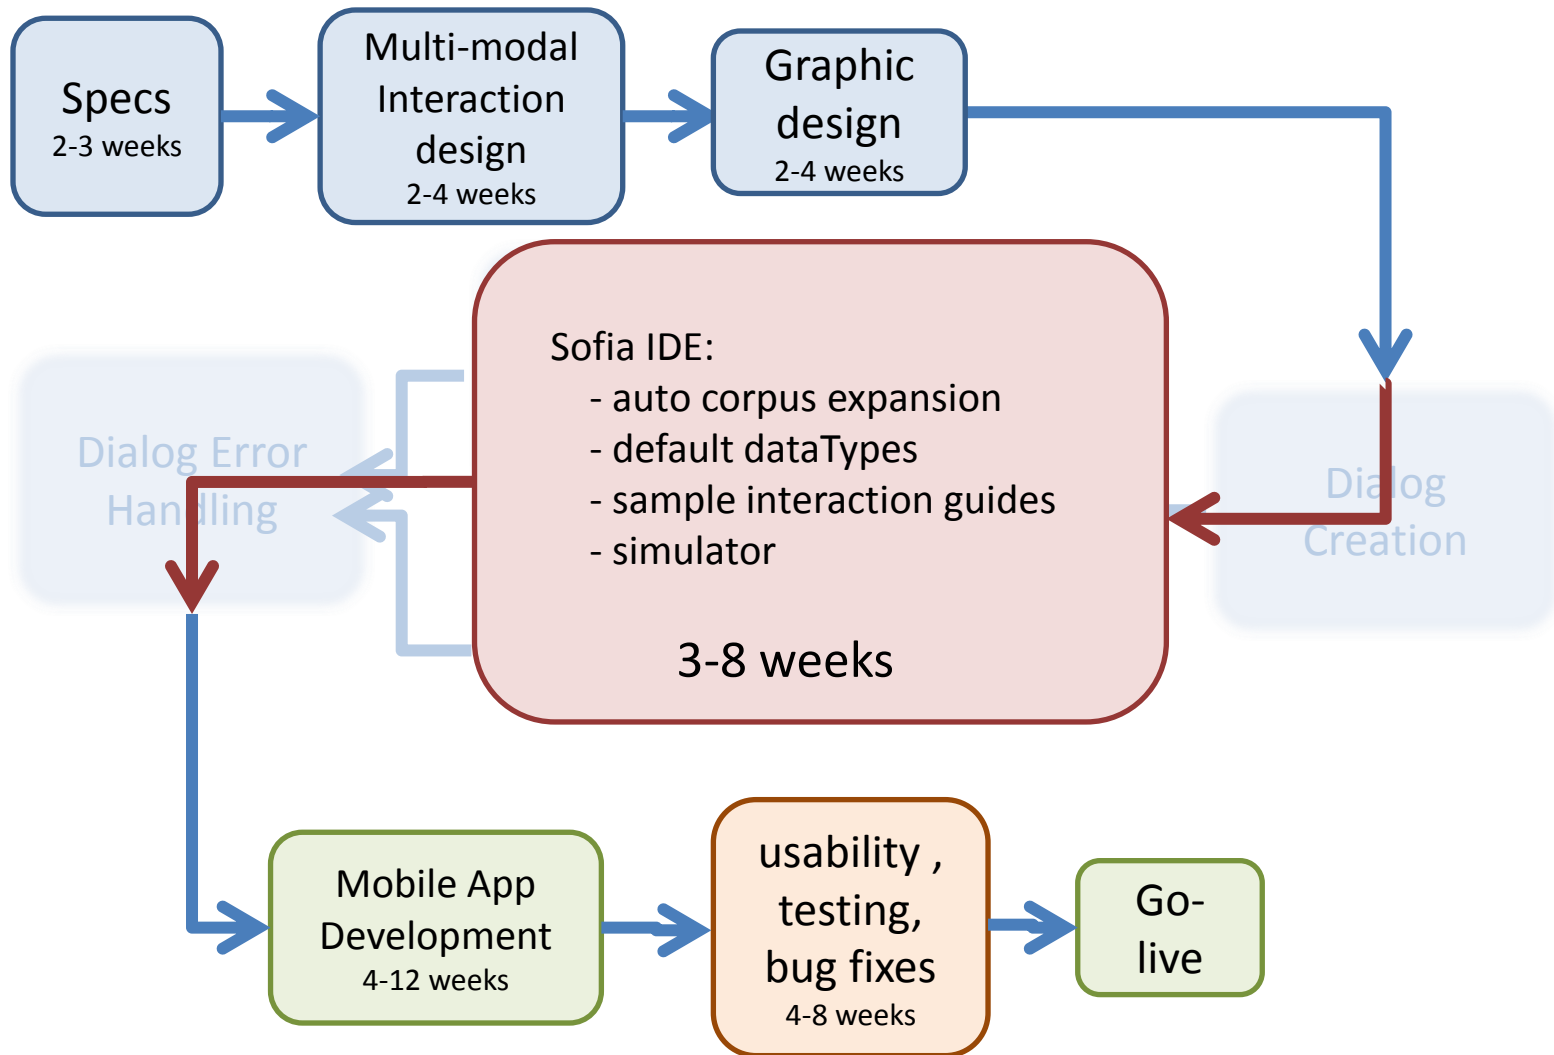 Specs
2-3 weeks
Multi-modal
Interaction
design
2-4 weeks
Graphic
design
2-4 weeks
Sofia IDE:
- auto corpus expansion
- default dataTypes
- sample interaction guides
- simulator
3-8 weeks
Dialog Error
Handling
Dialog
Creation
Mobile App
Development
4-12 weeks
usability ,
testing,
bug fixes
4-8 weeks
Go-
live